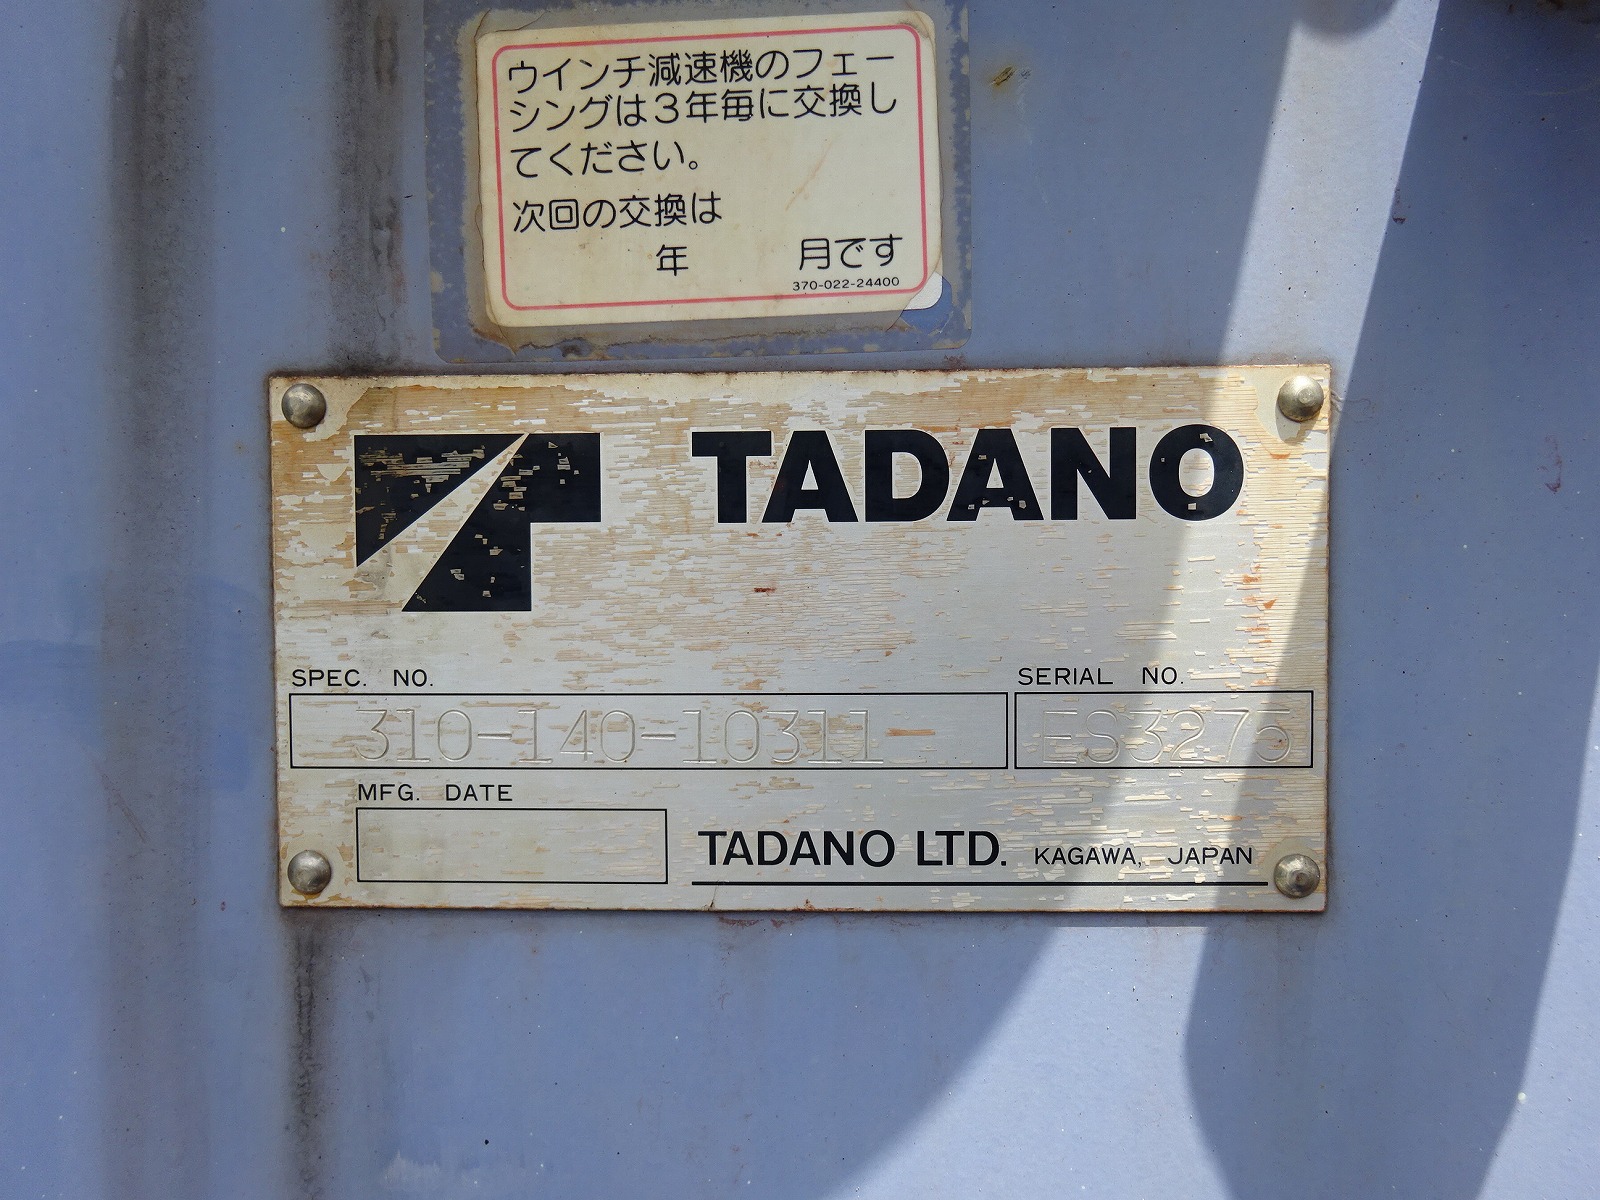 ウインチ減速機のフェー
シングは3年毎に交換し
てください。
次回の交換は
年 月です
370-022-24400
TADANO
SPEC. NO. SERIAL NO.
310-140-10311- ES3275
MFG. DATE
TADANO LTD. KAGAWA, JAPAN